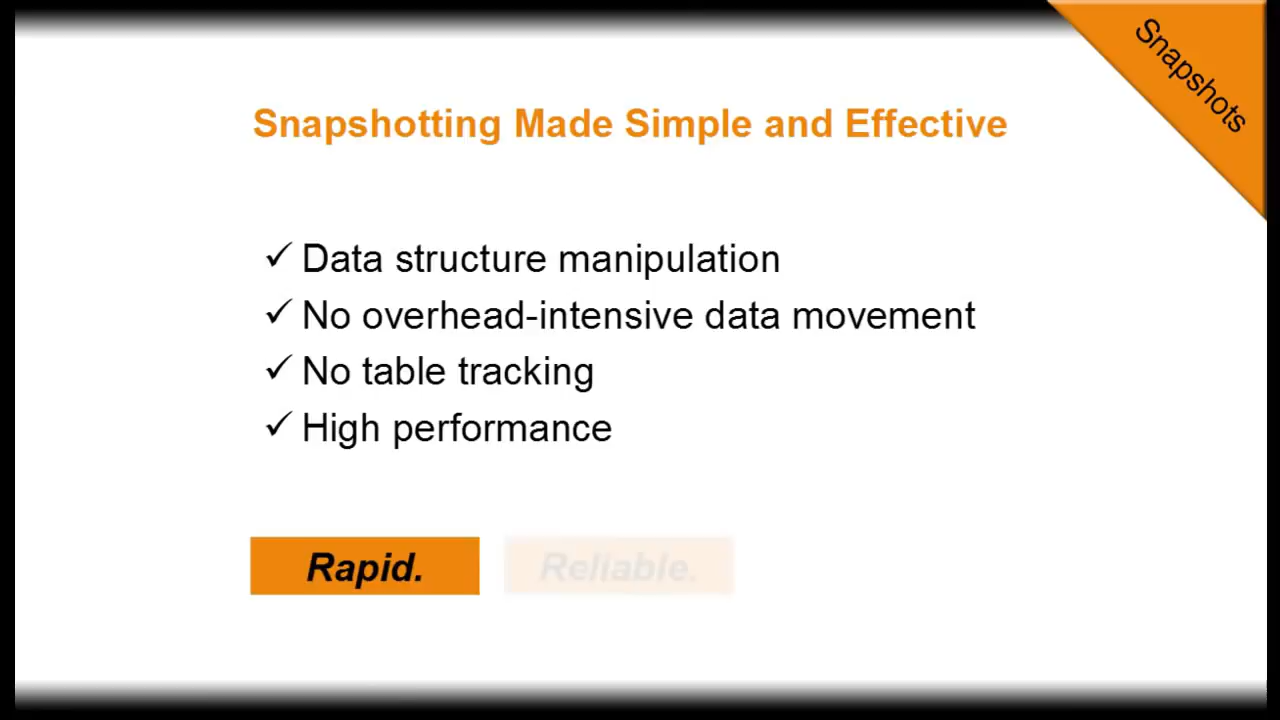 Snapshots
Snapshotting Made Simple and Effective
✓ Data structure manipulation
✓ No overhead-intensive data movement
✓ No table tracking
✓ High performance
Rapid. Reliable.